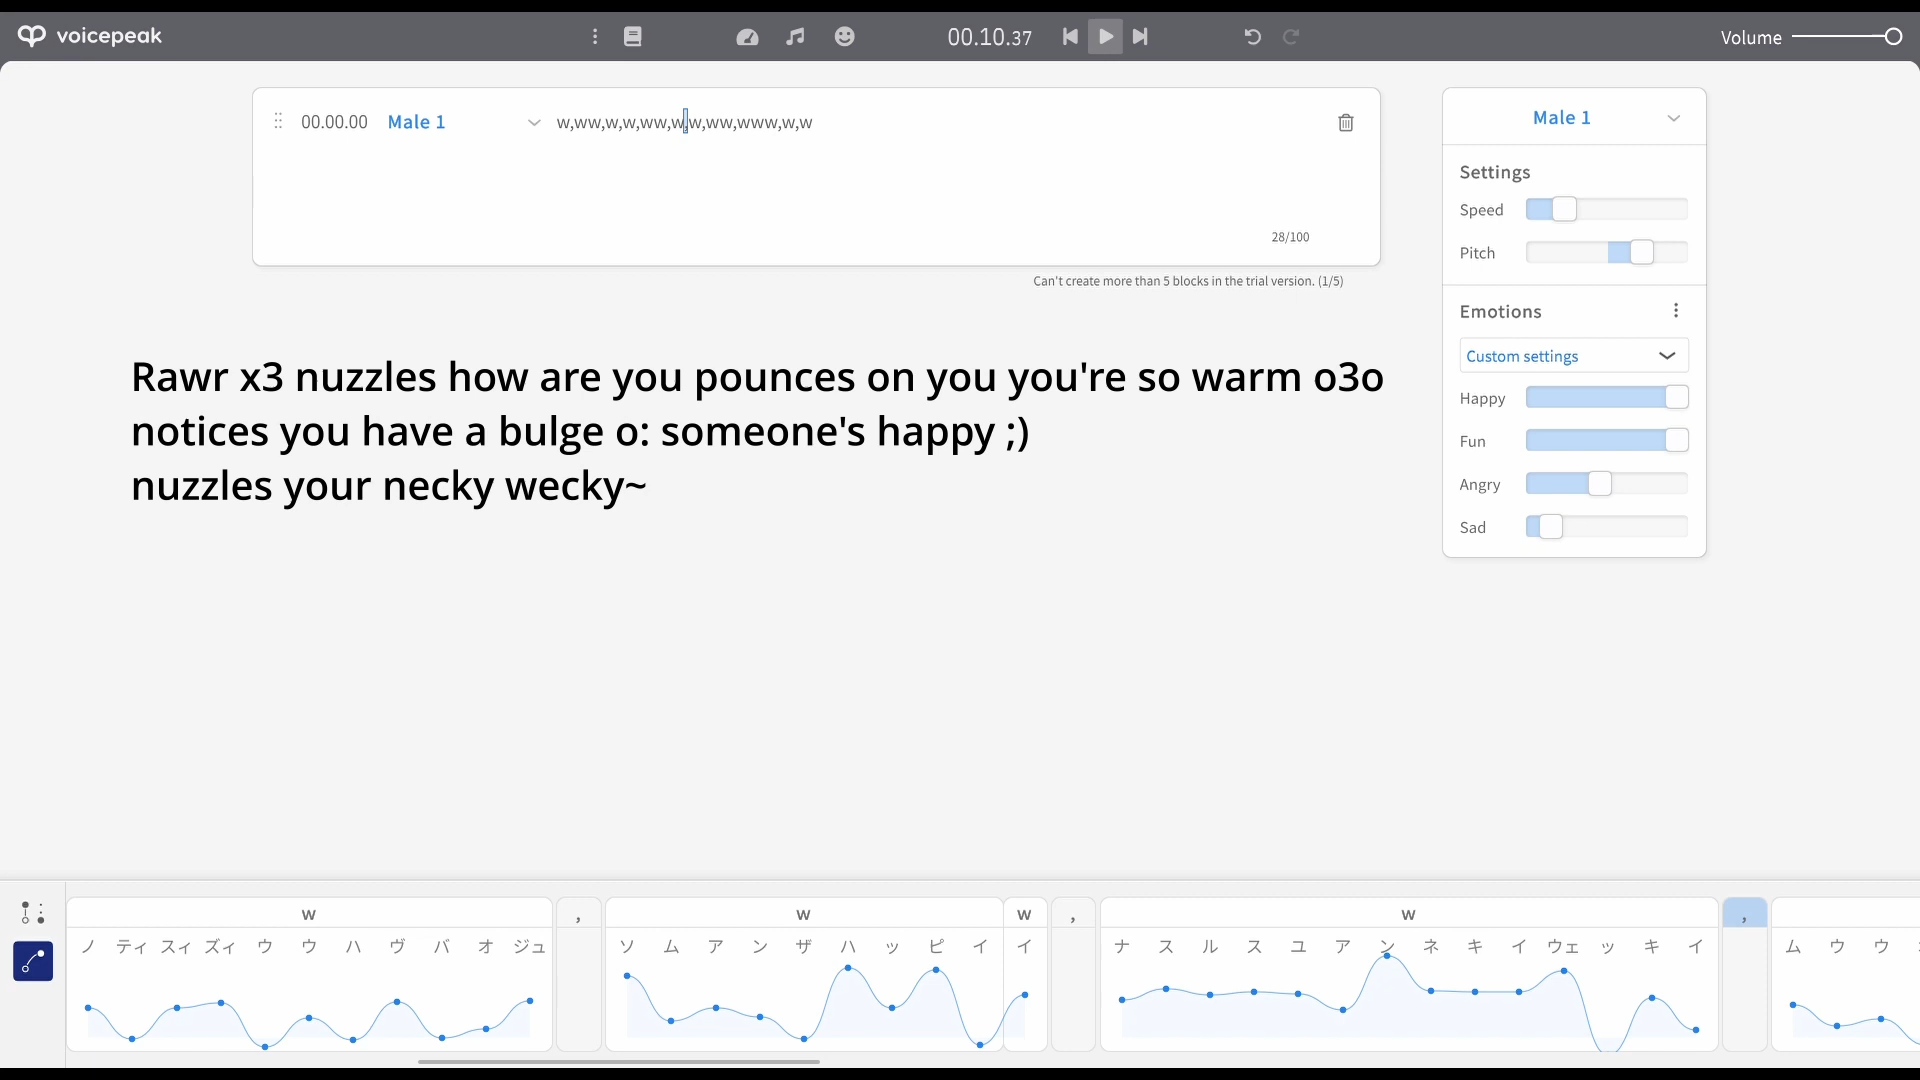 voicepeak
00.10.37
Volume
00.00.00 Male 1 w,ww,w,w,ww,w,w,ww,www,w,w
28/100
Can't create more than 5 blocks in the trial version. (1/5)
Male 1
Settings
Speed
Pitch
Emotions
Custom settings
Happy
Fun
Angry
Sad
Rawr x3 nuzzles how are you pounces on you you're so warm o3o
notices you have a bulge o: someone's happy ;)
nuzzles your necky wecky~
w , w w , w ,
ノ ティ スィ ズィ ウ ウ ハ ヴ バ オ ジュ ソ ム ア ン ザ ハ ッ ピ イ イ ナ ス ル ス ユ ア ン ネ キ イ ウェ ッ キ イ ム ウ ウ